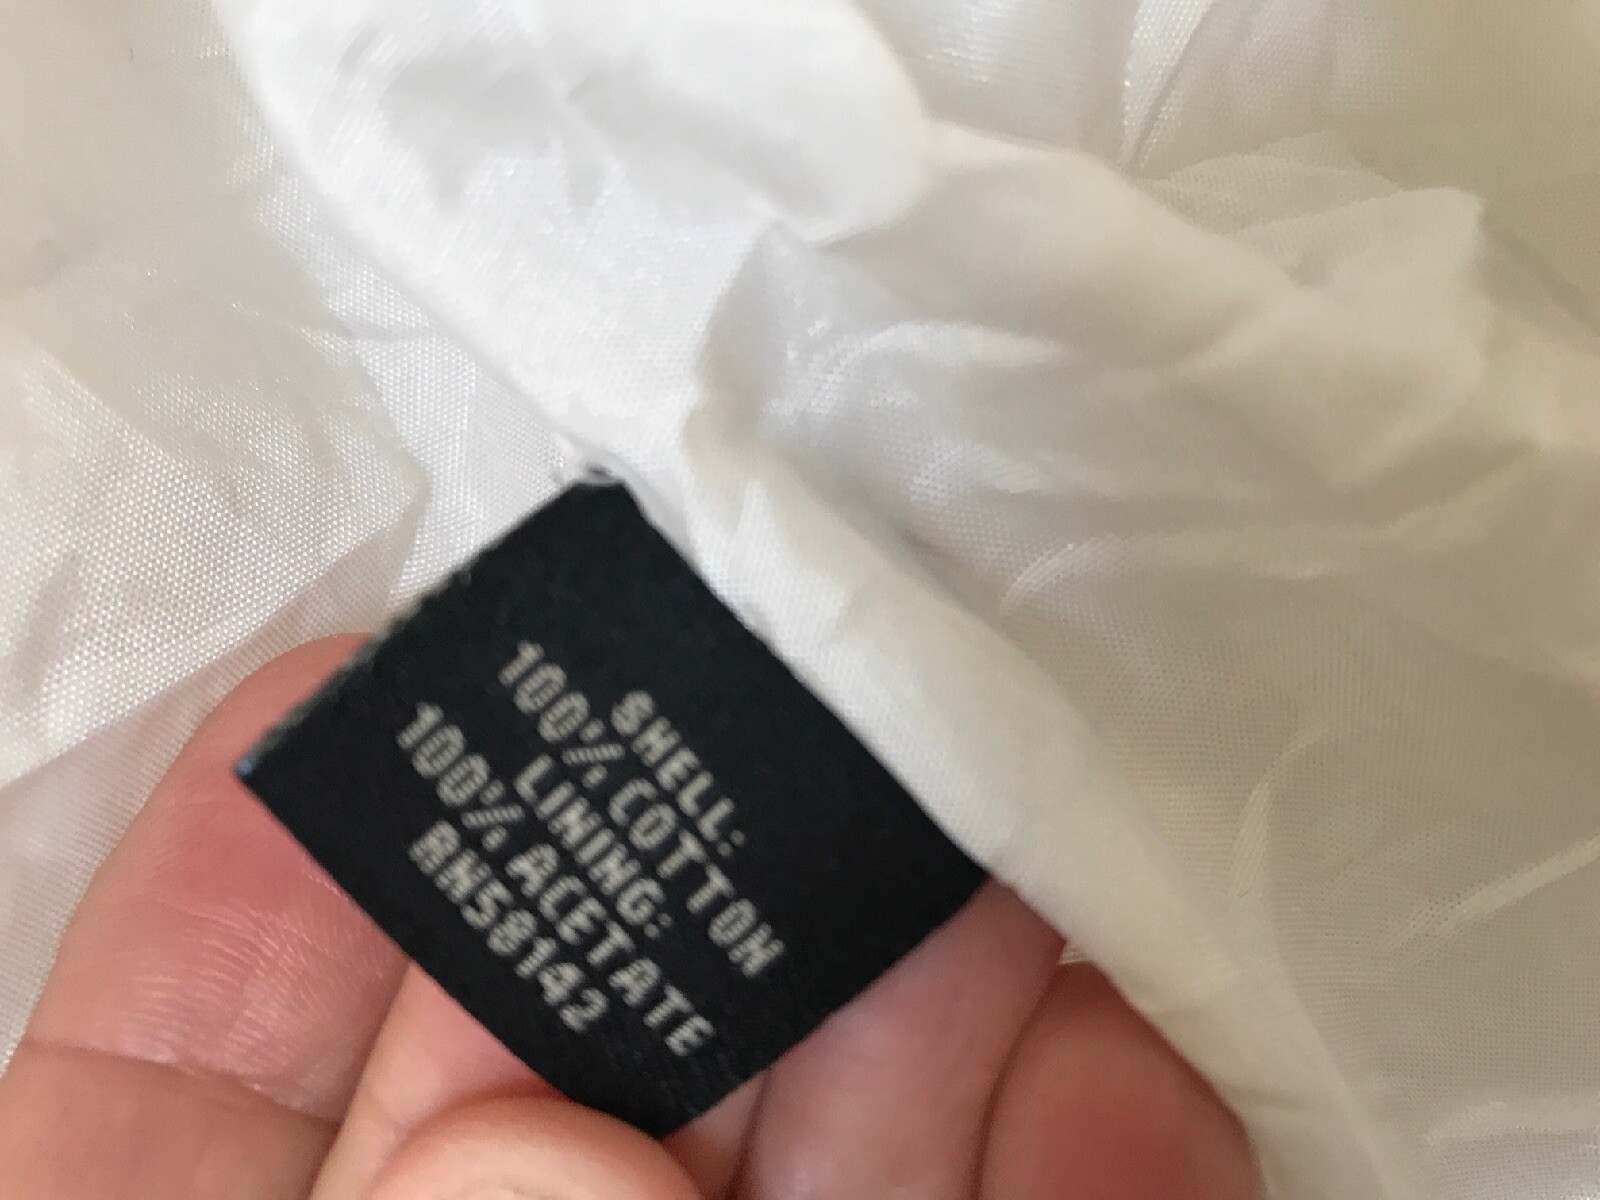 SHELL:
100% COTTON
LINING:
100% ACETATE
RN58142